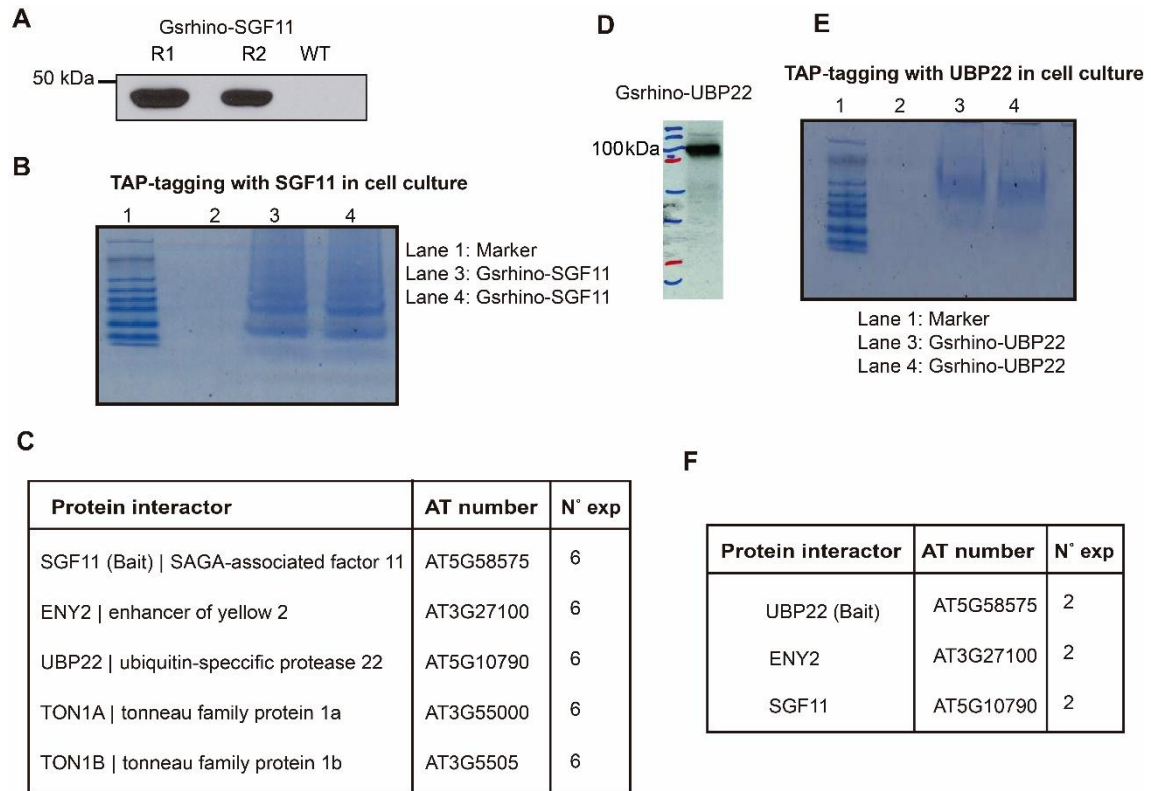 A
Gsrhino-SGF11
R1 R2 WT
50 kDa
B
TAP-tagging with SGF11 in cell culture
1 2 3 4
Lane 1: Marker
Lane 3: Gsrhino-SGF11
Lane 4: Gsrhino-SGF11
D
Gsrhino-UBP22
100kDa
E
TAP-tagging with UBP22 in cell culture
1 2 3 4
Lane 1: Marker
Lane 3: Gsrhino-UBP22
Lane 4: Gsrhino-UBP22
C
Protein interactor AT number N° exp
SGF11 (Bait) | SAGA-associated factor 11 AT5G58575 6
ENY2 | enhancer of yellow 2 AT3G27100 6
UBP22 | ubiquitin-speccific protease 22 AT5G10790 6
TON1A | tonneau family protein 1a AT3G55000 6
TON1B | tonneau family protein 1b AT3G5505 6
F
Protein interactor AT number N° exp
UBP22 (Bait) AT5G58575 2
ENY2 AT3G27100 2
SGF11 AT5G10790 2